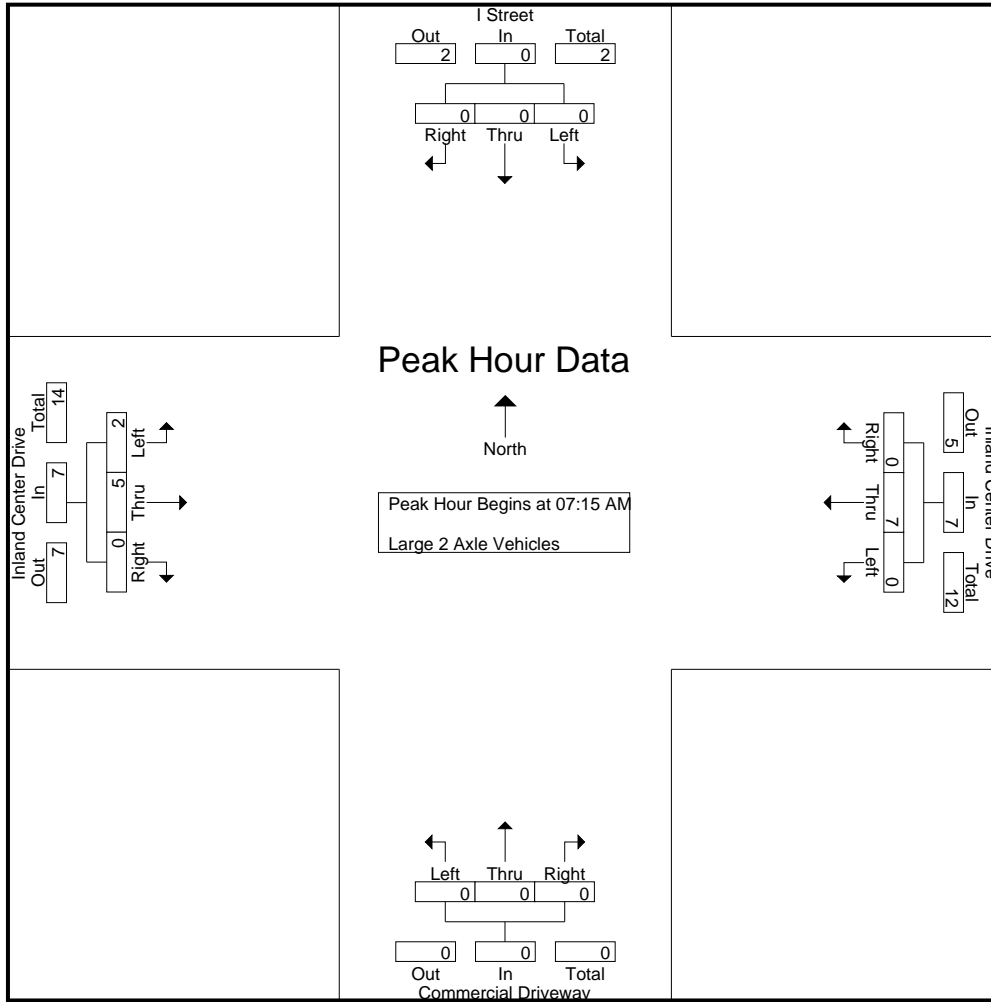 I Street
Out In Total
2 0 2
0 0 0
Right Thru Left
Peak Hour Data
North
Peak Hour Begins at 07:15 AM
Large 2 Axle Vehicles
Inland Center Drive
Total In Out
14 7 7
2 5 0
Left Thru Right
Right Thru Left
0 7 0
5 7 12
Out In Total
Inland Center Drive
Left Thru Right
0 0 0
0 0 0
Out In Total
Commercial Driveway